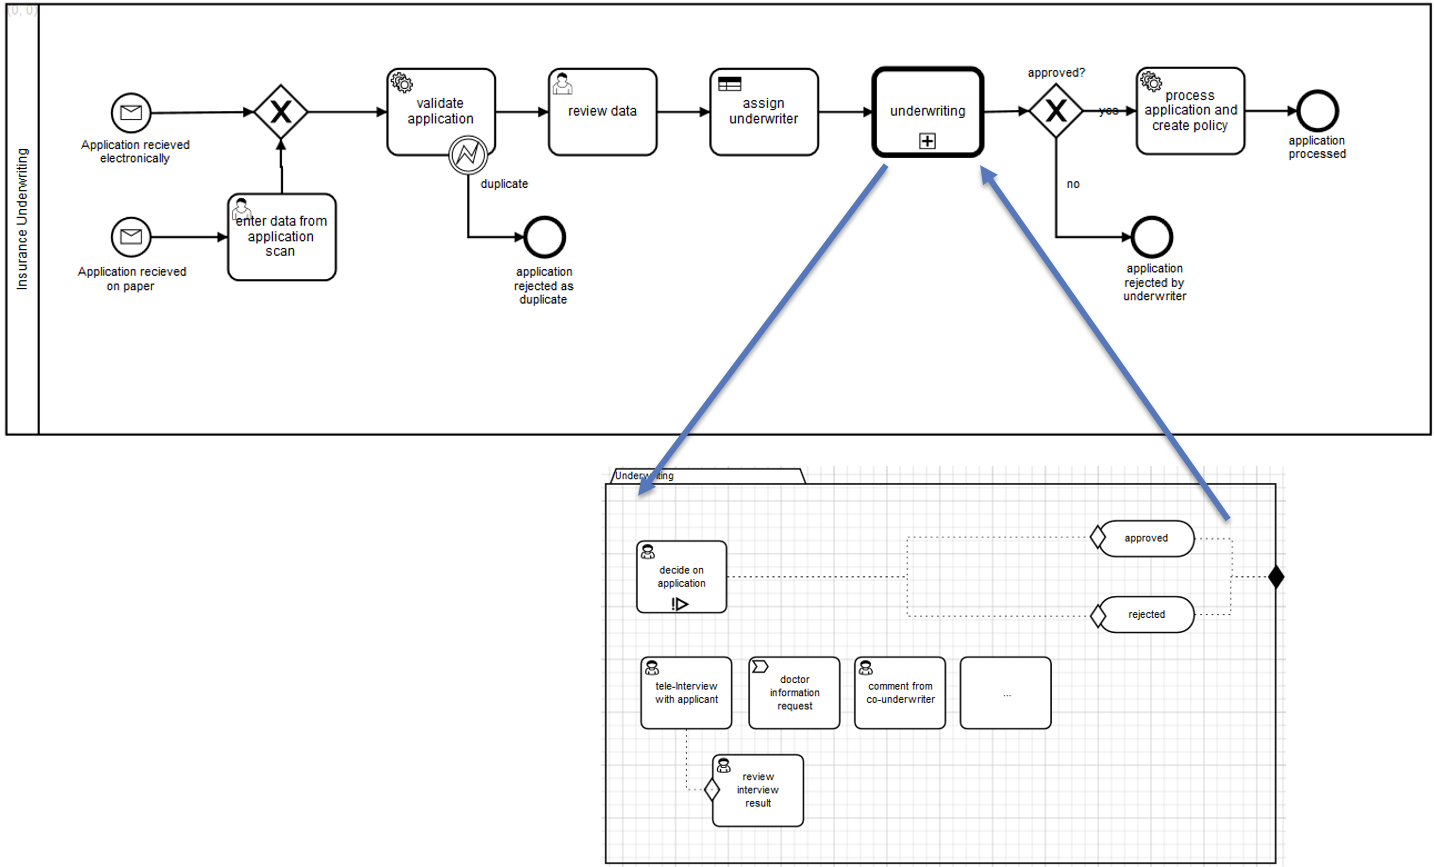 (0, 0)
Insurance Underwriting
Application recieved
electronically
Application recieved
on paper
enter data from
application
scan
validate
application
duplicate
application
rejected as
duplicate
review data
assign
underwriter
underwriting
approved?
yes
no
application
rejected by
underwriter
process
application and
create policy
application
processed
Underwriting
decide on
application
approved
rejected
tele-Interview
with applicant
doctor
information
request
comment from
co-underwriter
...
review
interview
result